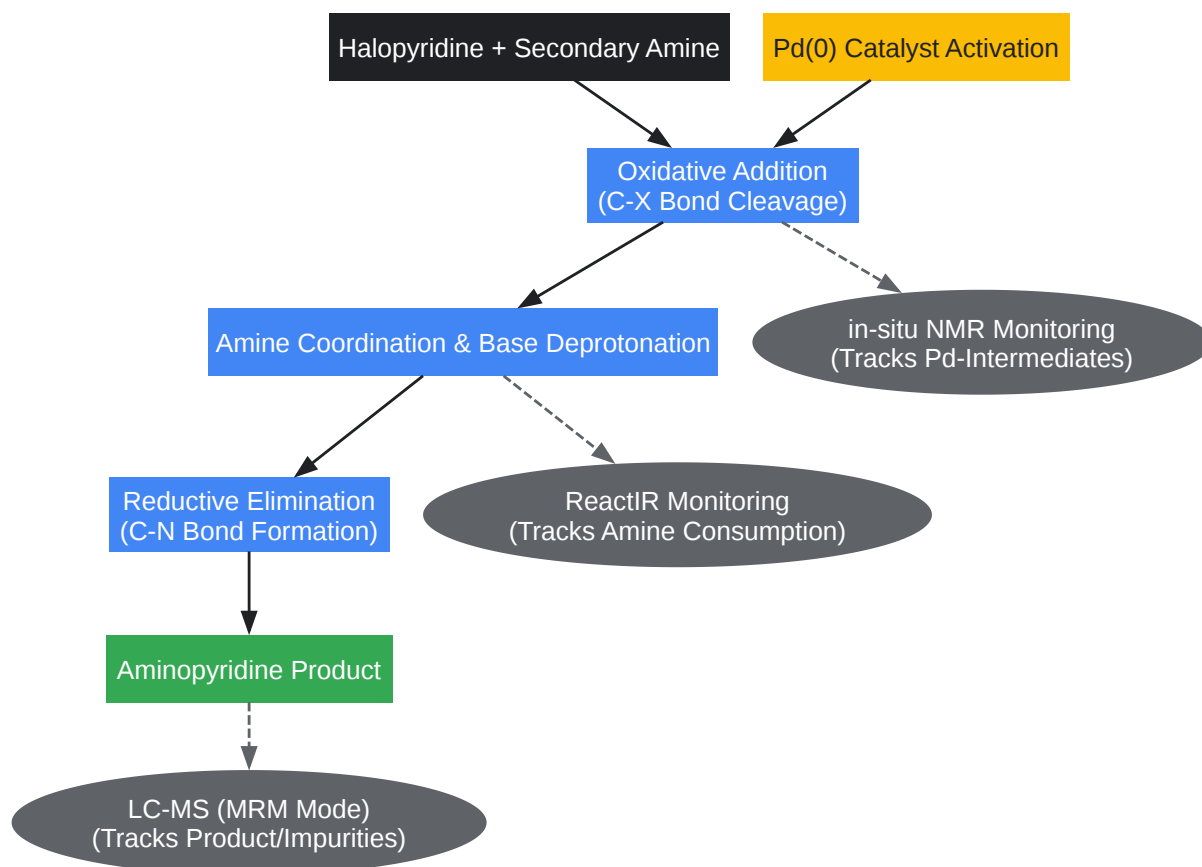 Halopyridine + Secondary Amine
Pd(0) Catalyst Activation
Oxidative Addition
(C-X Bond Cleavage)
Amine Coordination & Base Deprotonation
in-situ NMR Monitoring
(Tracks Pd-Intermediates)
Reductive Elimination
(C-N Bond Formation)
ReactIR Monitoring
(Tracks Amine Consumption)
Aminopyridine Product
LC-MS (MRM Mode)
(Tracks Product/Impurities)